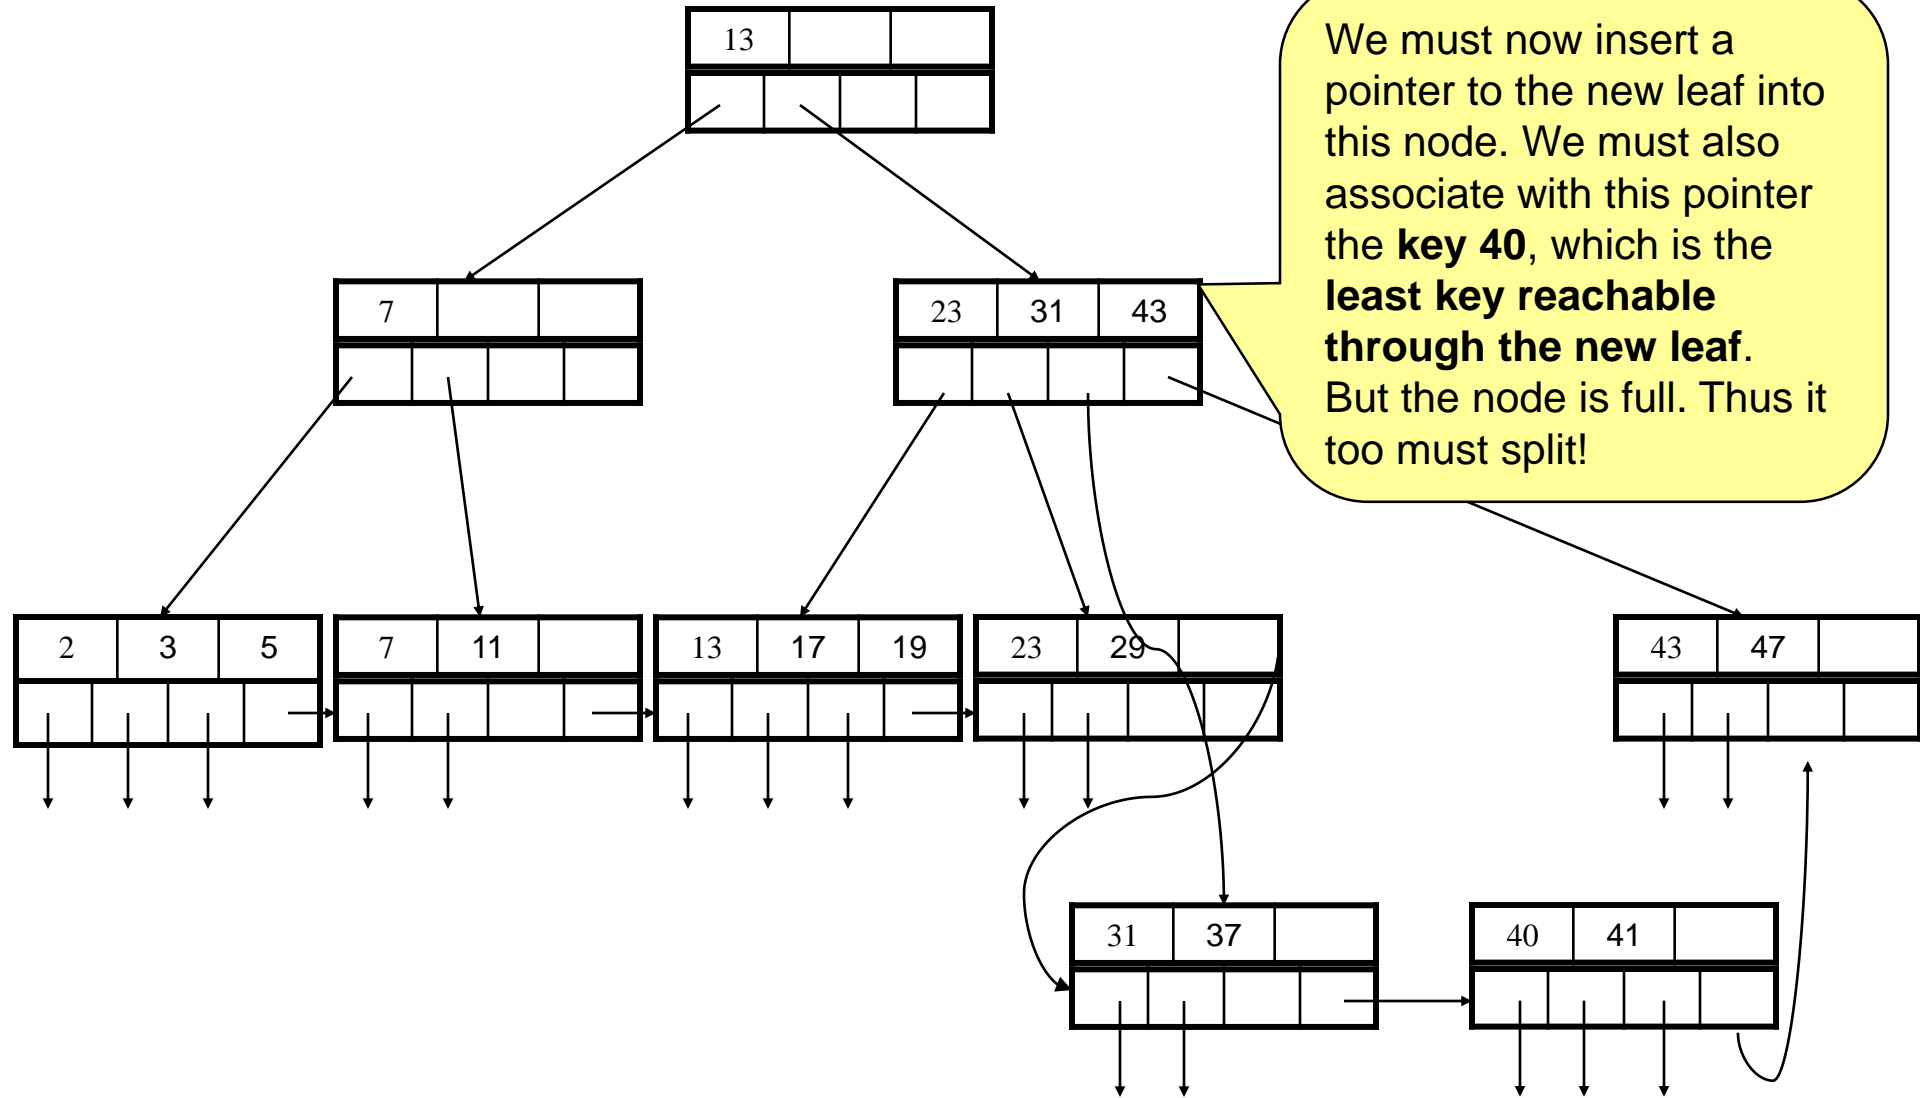 13
We must now insert a
pointer to the new leaf into
this node. We must also
associate with this pointer
the key 40, which is the
least key reachable
through the new leaf.
But the node is full. Thus it
too must split!
7
23 31 43
2 3 5
7 11
13 17 19
23 29
43 47
31 37
40 41